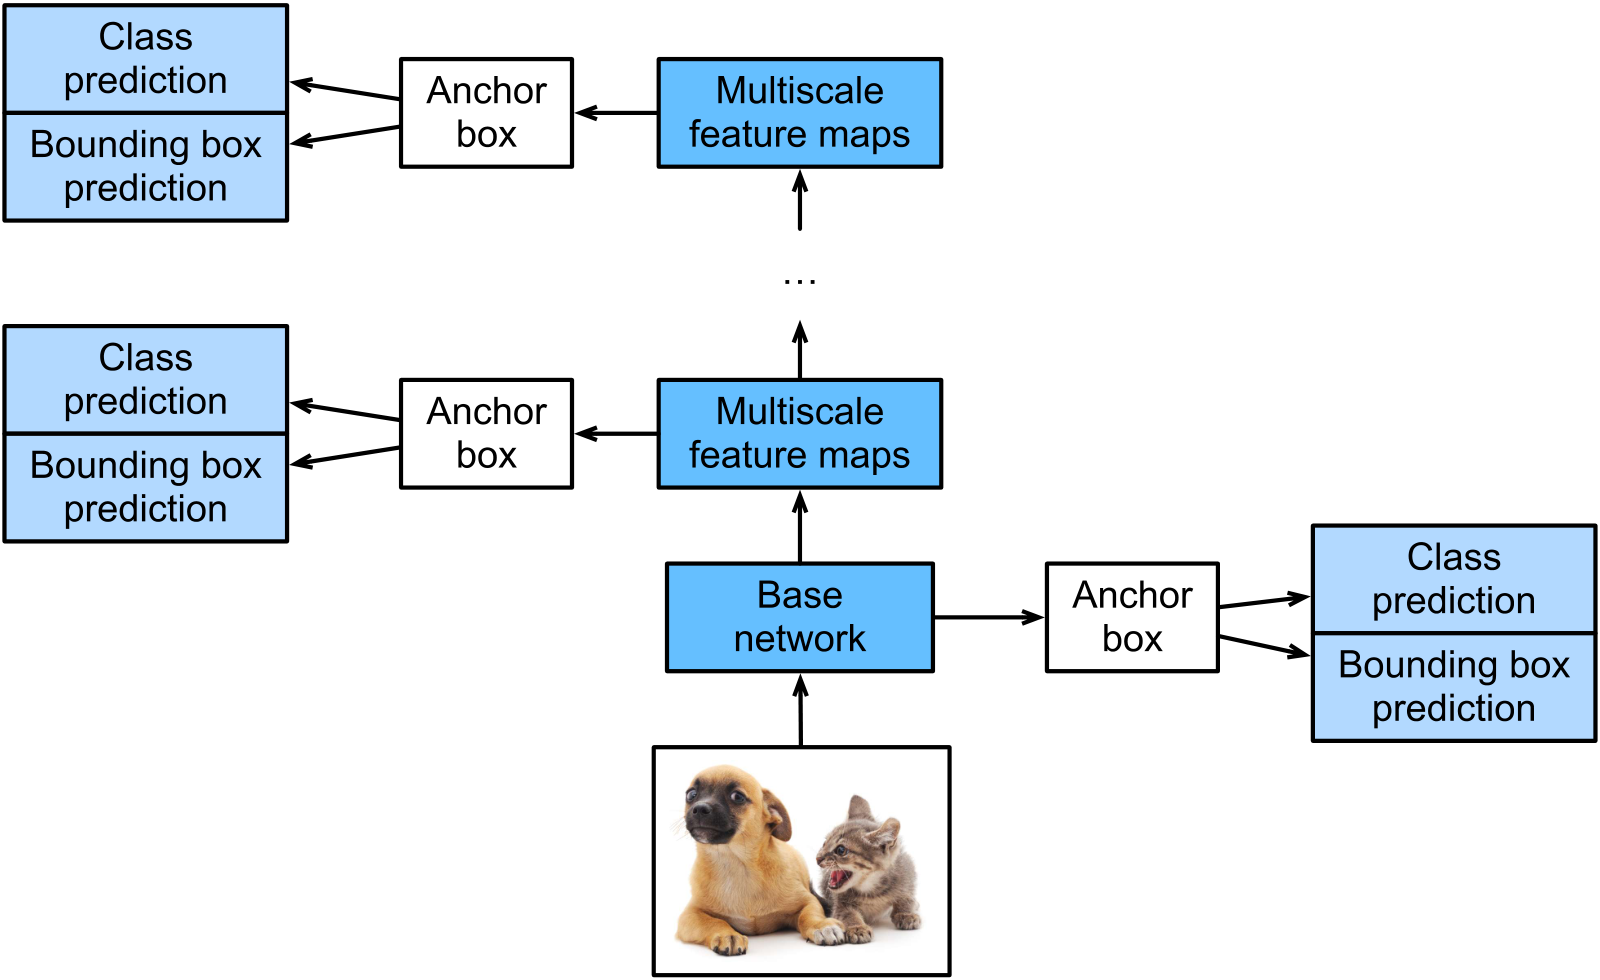 Class
prediction
Bounding box
prediction
Anchor
box
Multiscale
feature maps
...
Class
prediction
Bounding box
prediction
Anchor
box
Multiscale
feature maps
Base
network
Anchor
box
Class
prediction
Bounding box
prediction